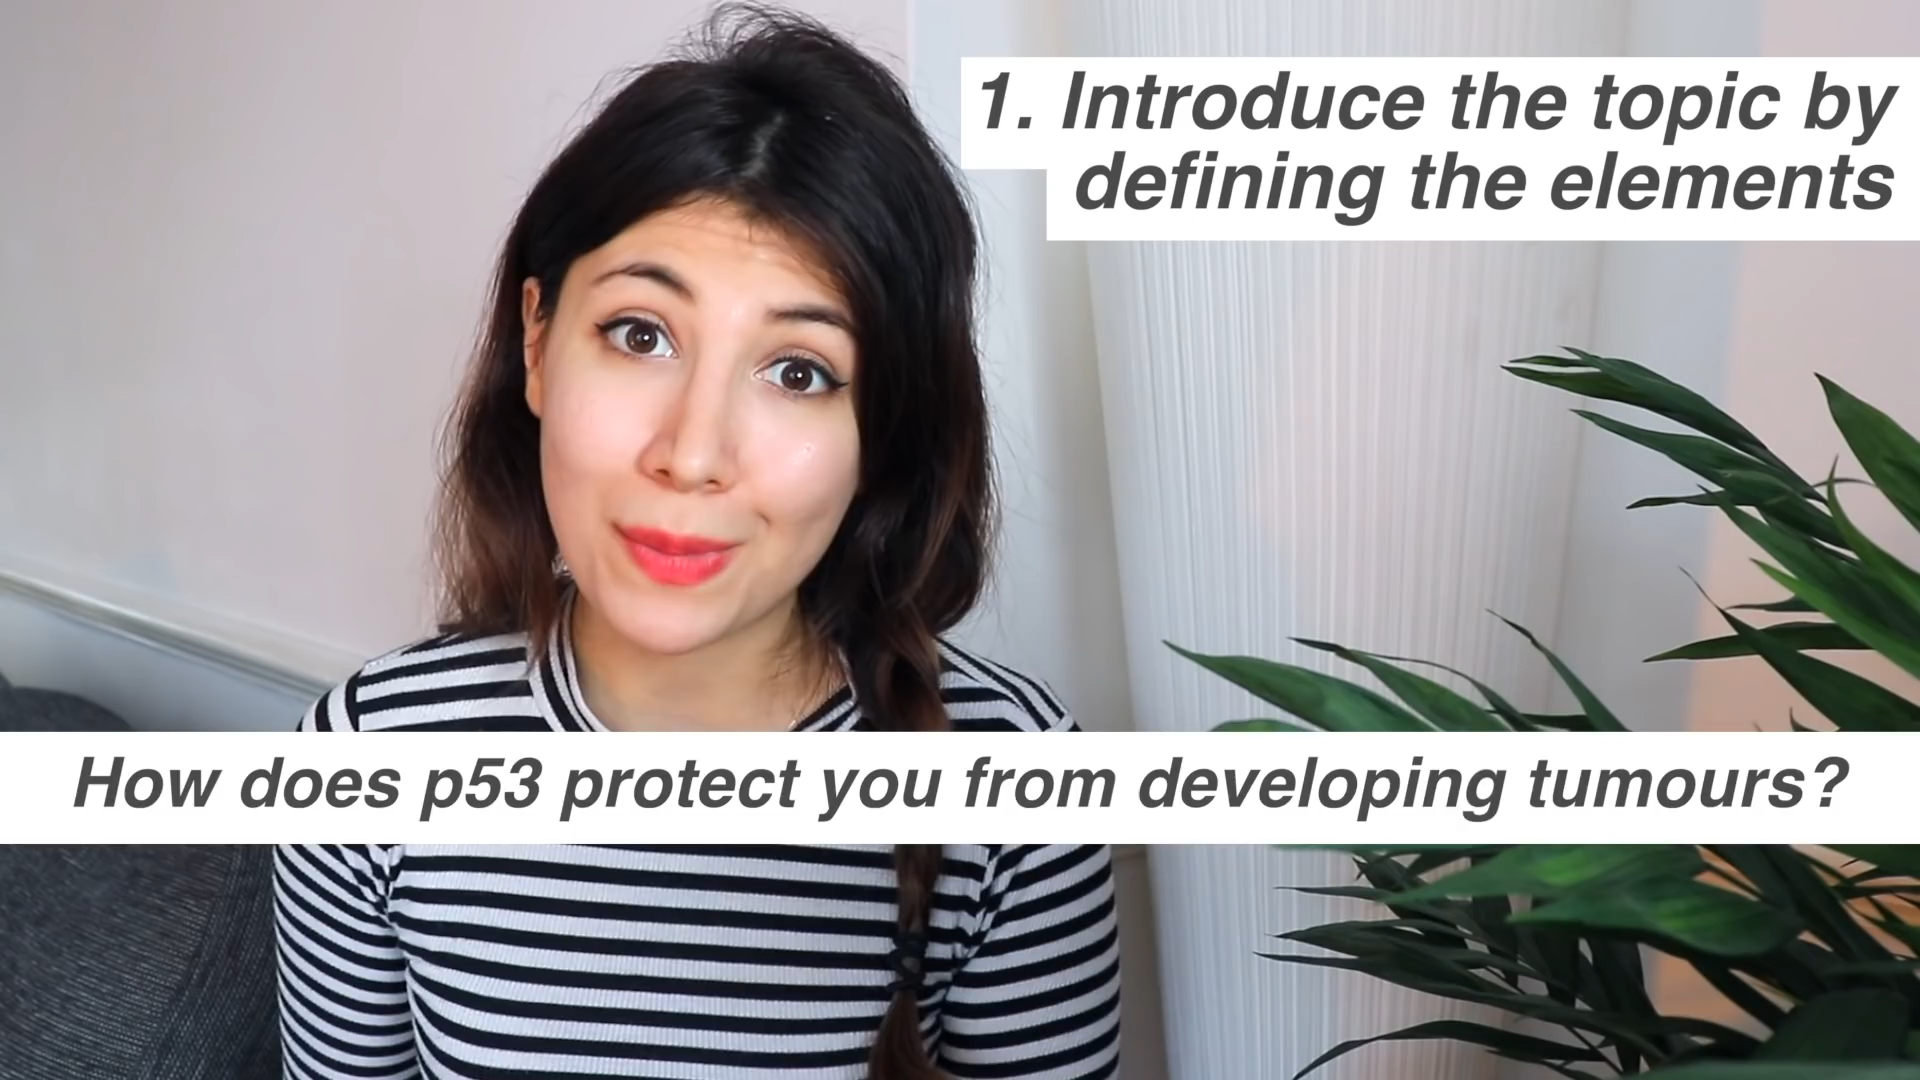 1. Introduce the topic by
defining the elements
How does p53 protect you from developing tumours?